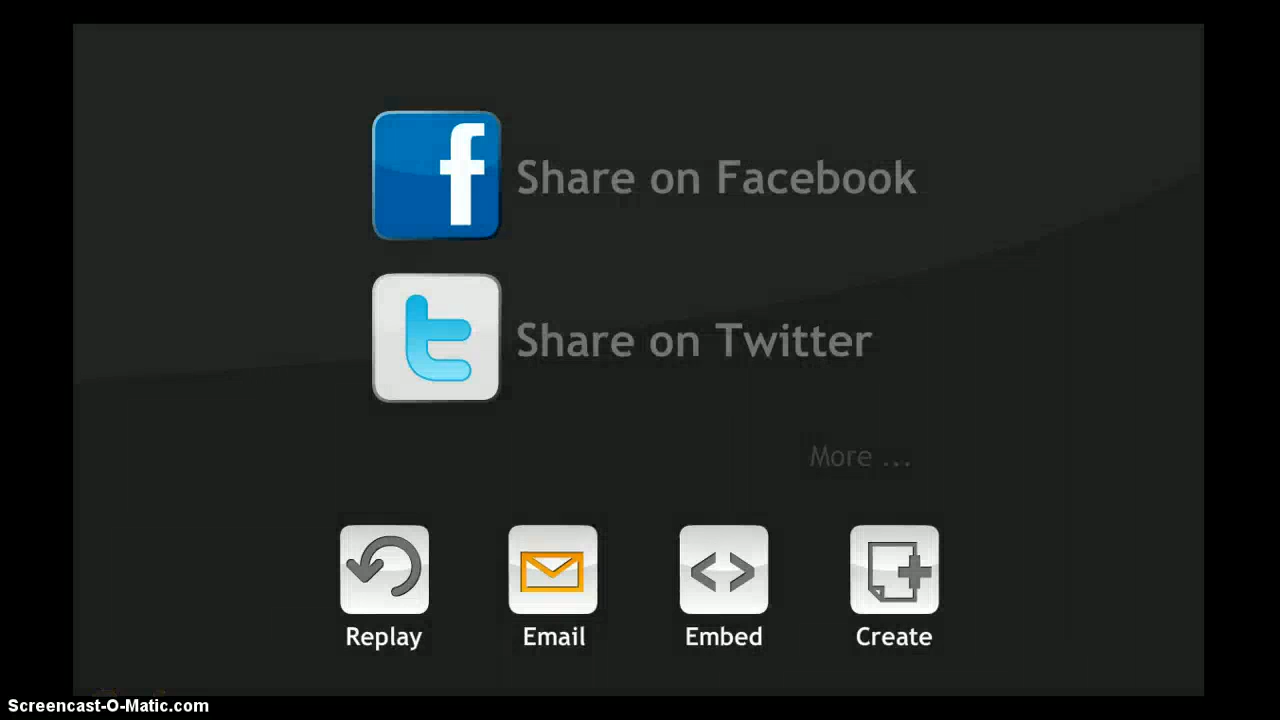 Share on Facebook
Share on Twitter
More ...
Replay
Email
Embed
Create
Screencast-O-Matic.com